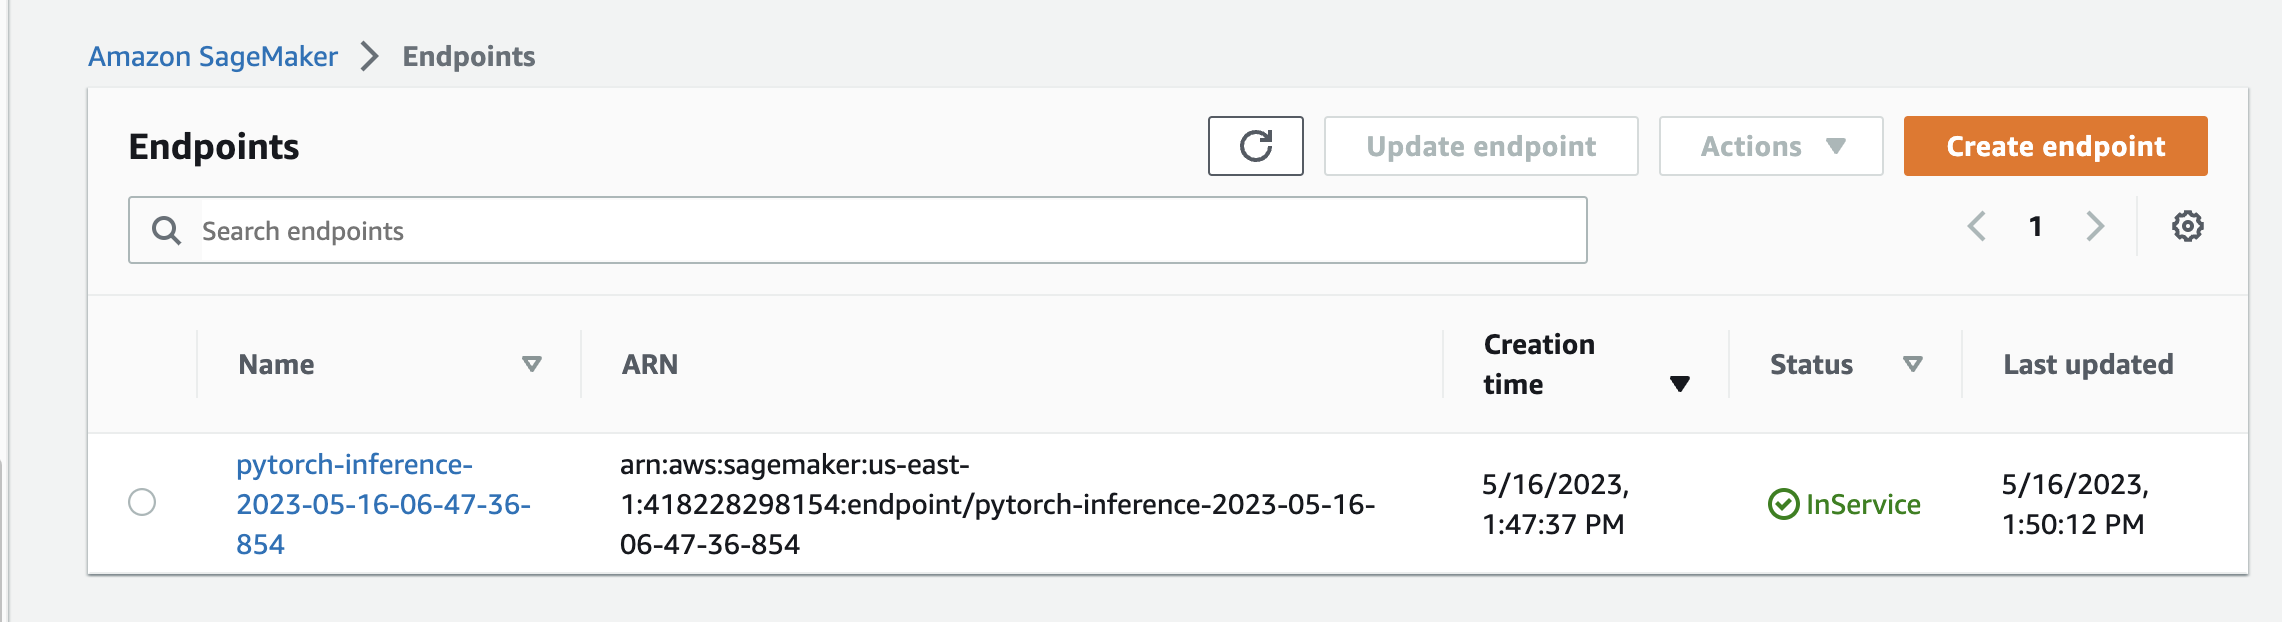 Amazon SageMaker > Endpoints
Endpoints
Update endpoint
Actions
Create endpoint
Search endpoints
1
Name
ARN
Creation
time
Status
Last updated
pytorch-inference-
2023-05-16-06-47-36-
854
arn:aws:sagemaker:us-east-
1:418228298154:endpoint/pytorch-inference-2023-05-16-
06-47-36-854
5/16/2023,
1:47:37 PM
InService
5/16/2023,
1:50:12 PM